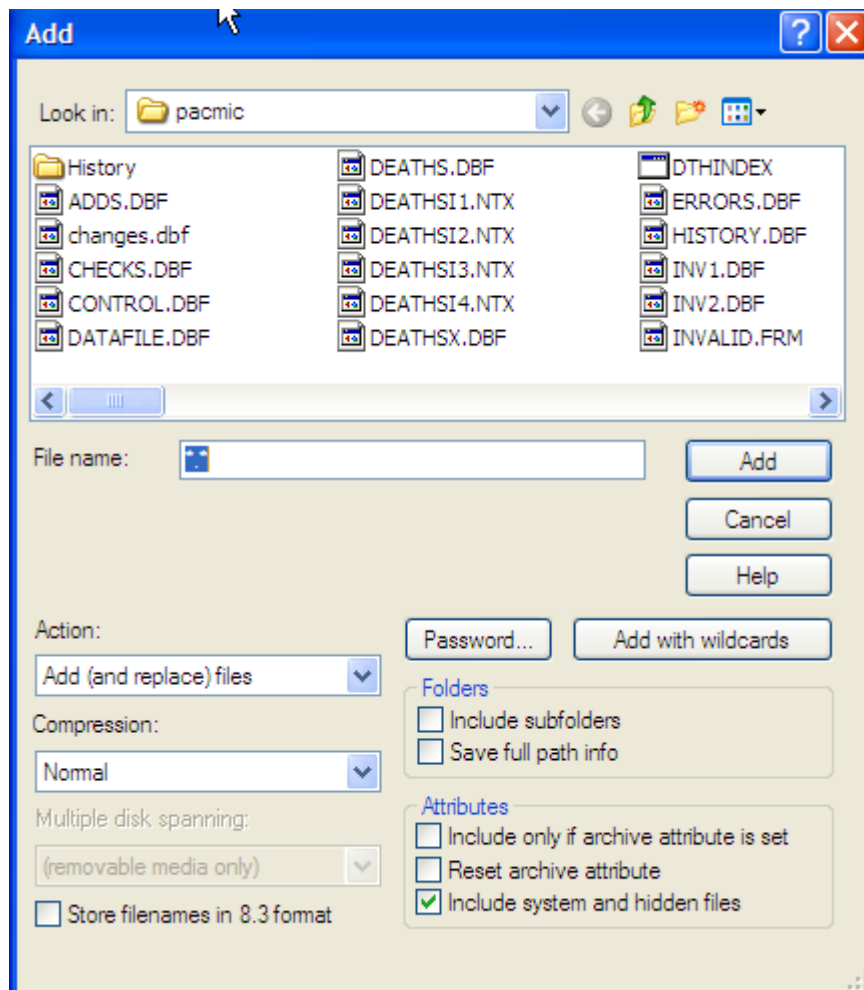 Add
Look in: pacmic
History
ADDS.DBF
changes.dbf
CHECKS.DBF
CONTROL.DBF
DATAFILE.DBF
DEATHS.DBF
DEATHSI1.NTX
DEATHSI2.NTX
DEATHSI3.NTX
DEATHSI4.NTX
DEATHSX.DBF
DTHINDEX
ERRORS.DBF
HISTORY.DBF
INV1.DBF
INV2.DBF
INVALID.FRM
File name: *.*
Add
Cancel
Help
Action:
Add (and replace) files
Compression:
Normal
Multiple disk spanning:
(removable media only)
Store filenames in 8.3 format
Password...
Add with wildcards
Folders
Include subfolders
Save full path info
Attributes
Include only if archive attribute is set
Reset archive attribute
Include system and hidden files